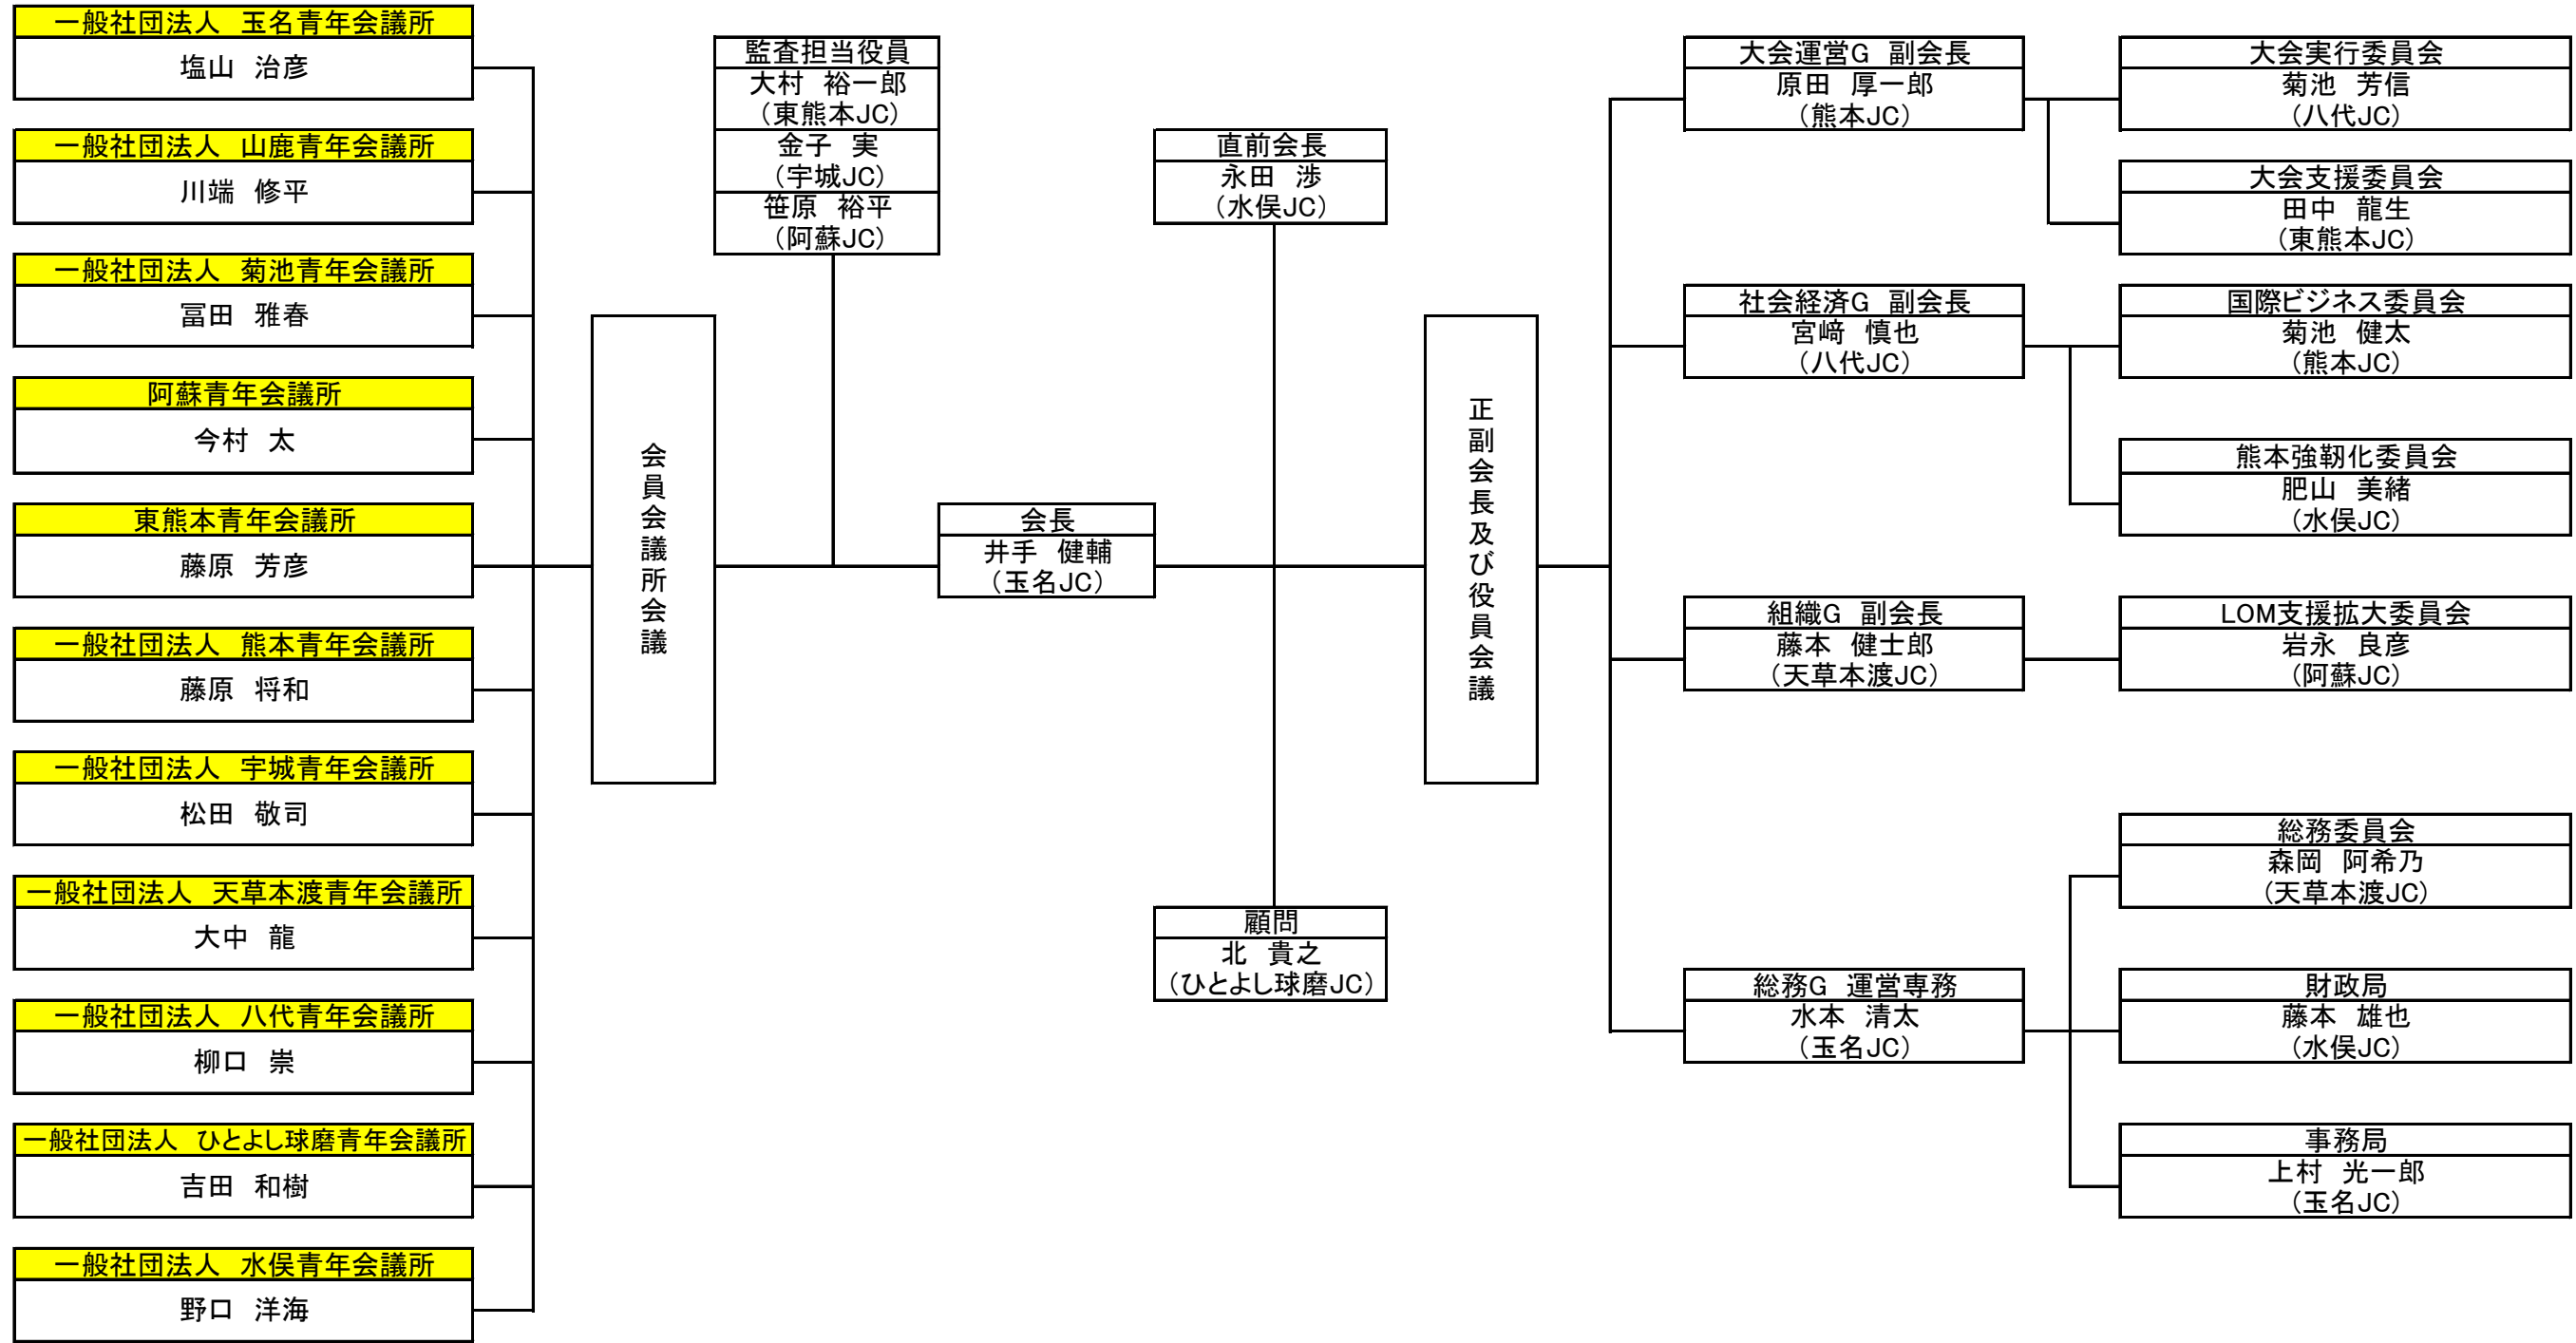 一般社団法人　玉名青年会議所
塩山　治彦
一般社団法人　山鹿青年会議所
川端　修平
一般社団法人　菊池青年会議所
冨田　雅春
阿蘇青年会議所
今村　太
東熊本青年会議所
藤原　芳彦
一般社団法人　熊本青年会議所
藤原　将和
一般社団法人　宇城青年会議所
松田　敬司
一般社団法人　天草本渡青年会議所
大中　龍
一般社団法人　八代青年会議所
柳口　崇
一般社団法人　ひとよし球磨青年会議所
吉田　和樹
一般社団法人　水俣青年会議所
野口　洋海
会員会議所会議
監査担当役員
大村　裕一郎
（東熊本JC）
金子　実
（宇城JC）
笹原　裕平
（阿蘇JC）
会長
井手　健輔
（玉名JC）
直前会長
永田　渉
（水俣JC）
顧問
北　貴之
（ひとよし球磨JC）
正副会長及び役員会議
大会運営G　副会長
原田　厚一郎
（熊本JC）
社会経済G　副会長
宮﨑　慎也
（八代JC）
組織G　副会長
藤本　健士郎
（天草本渡JC）
総務G　運営専務
水本　清太
（玉名JC）
大会実行委員会
菊池　芳信
（八代JC）
大会支援委員会
田中　龍生
（東熊本JC）
国際ビジネス委員会
菊池　健太
（熊本JC）
熊本強靭化委員会
肥山　美緒
（水俣JC）
LOM支援拡大委員会
岩永　良彦
（阿蘇JC）
総務委員会
森岡　阿希乃
（天草本渡JC）
財政局
藤本　雄也
（水俣JC）
事務局
上村　光一郎
（玉名JC）